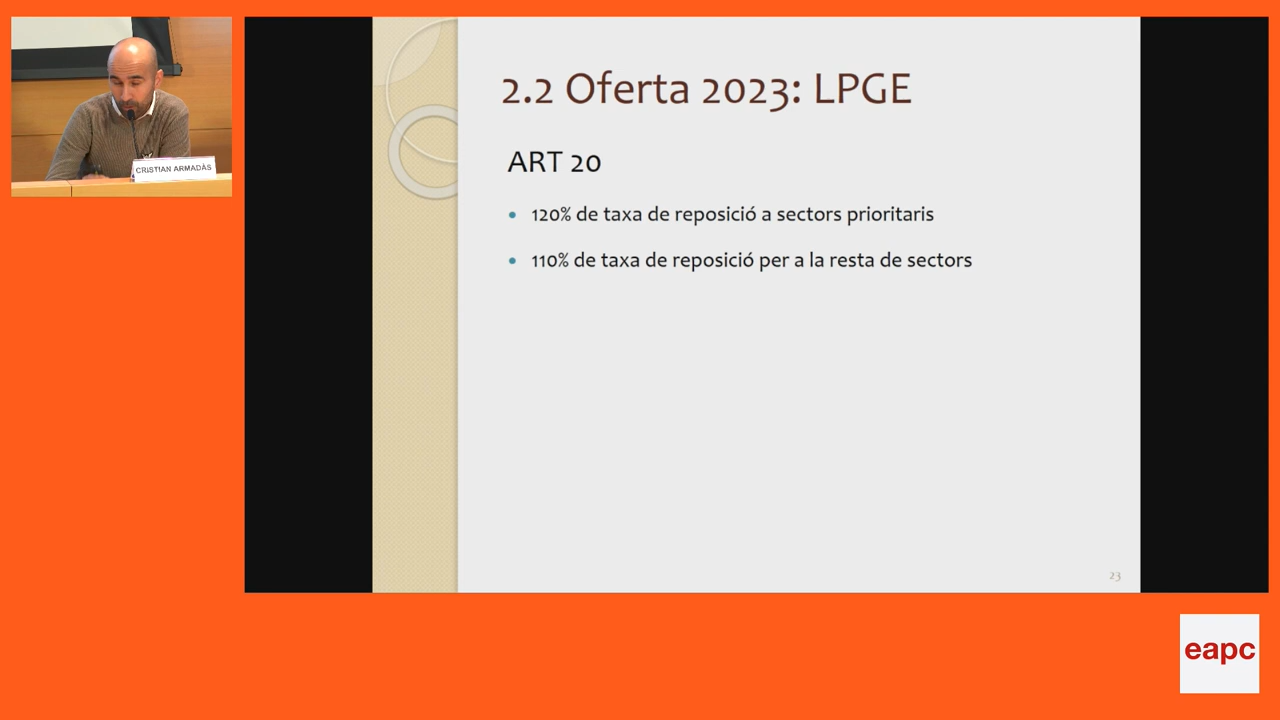 CRISTIAN ARMADÀS
2.2 Oferta 2023: LPGE
ART 20
• 120% de taxa de reposició a sectors prioritaris
• 110% de taxa de reposició per a la resta de sectors
23
eapc